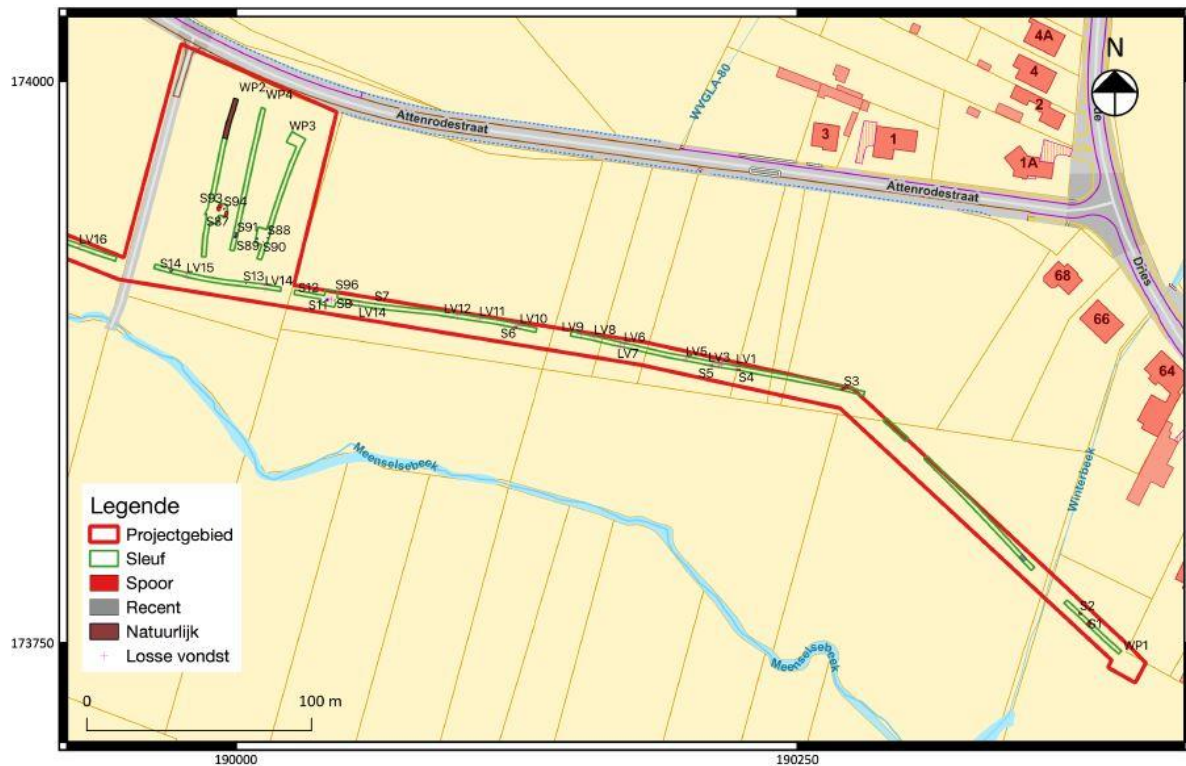 174000
173750
190000
190250
N
4A
4
2
1A
3
1
WVGLA-80
de
Attenrodestraat
Attenrodestraat
Dries
68
66
64
Winterbeek
Meenselsebeek
Meenselsebeek
WP2
WP4
WP3
S93
S94
S87
S91
S88
S89
S90
LV16
S14
LV15
S13
LV14
S12
S96
S11
S8
S7
LV14
LV12
LV11
LV10
S6
LV9
LV8
LV6
LV7
LV5
LV3
LV1
S5
S4
S3
S2
S1
WP1
Legende
Projectgebied
Sleuf
Spoor
Recent
Natuurlijk
Losse vondst
0
100 m